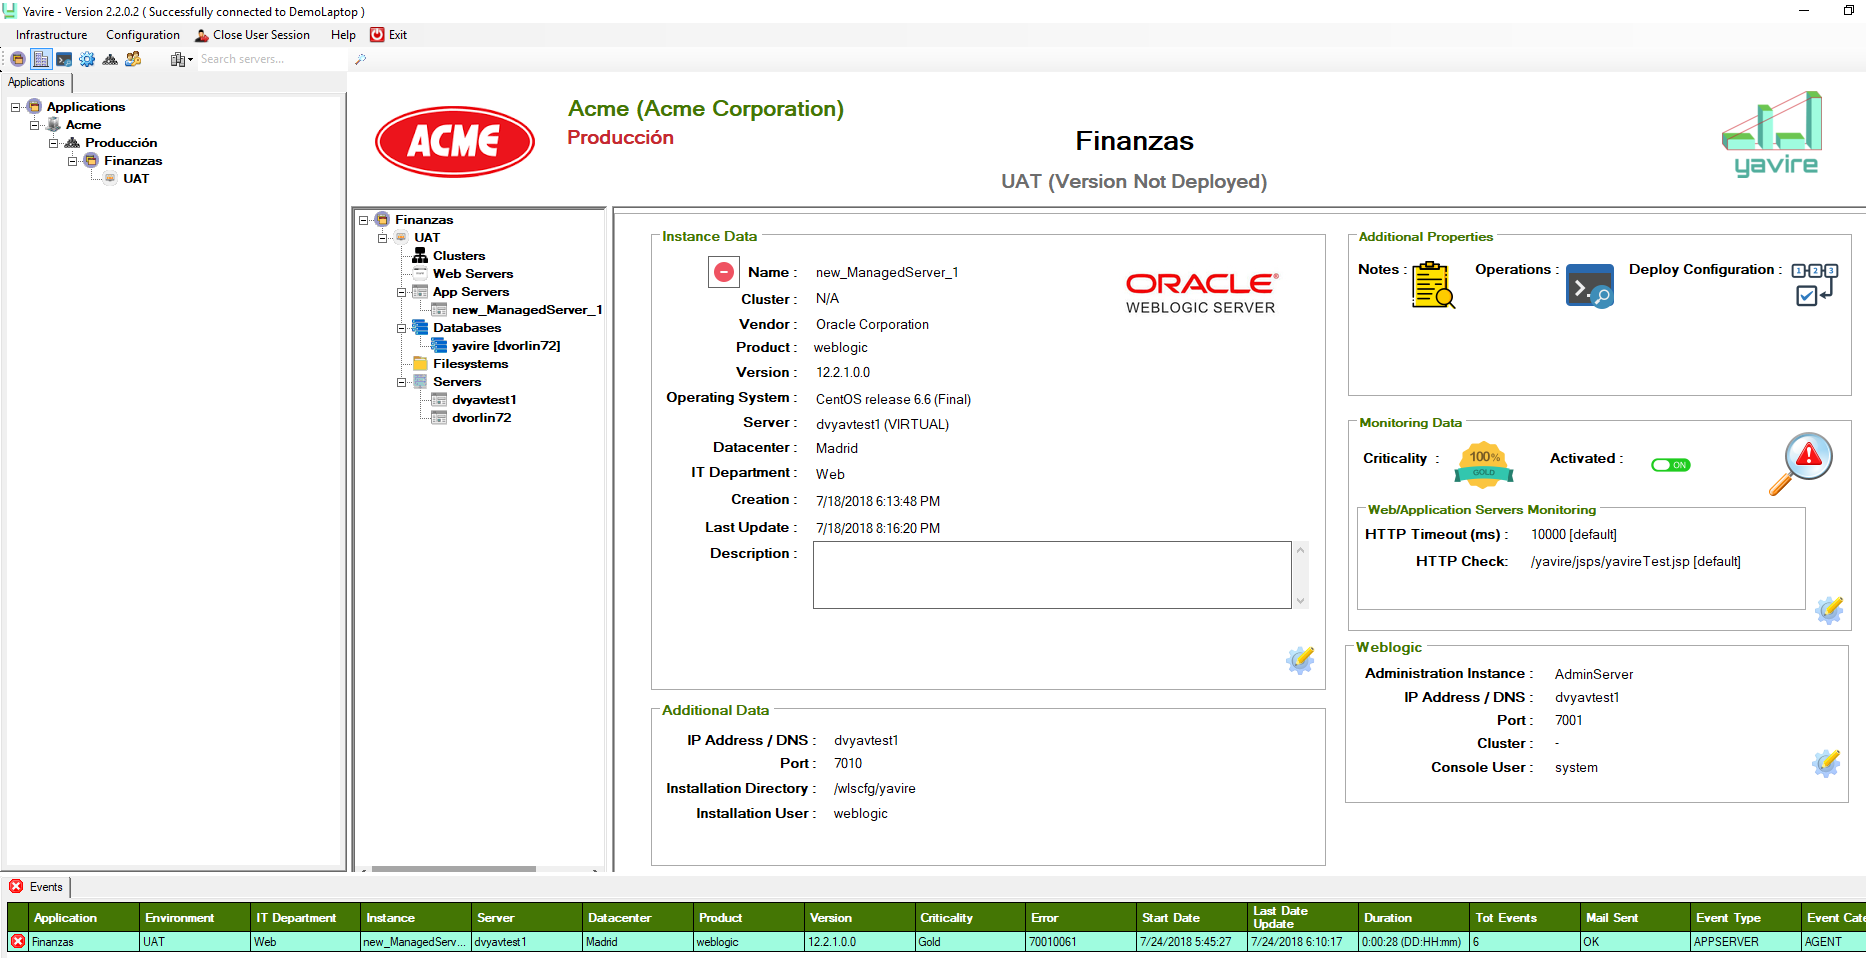 Yavire - Version 2.2.0.2 ( Successfully connected to DemoLaptop )
Infrastructure Configuration Close User Session Help Exit
Search servers...
Applications
Applications
Acme
Producción
Finanzas
UAT
ACME
Acme (Acme Corporation)
Producción
Finanzas
UAT (Version Not Deployed)
yavire
Finanzas
UAT
Clusters
Web Servers
App Servers
new_ManagedServer_1
Databases
yavire [dvorlin72]
Filesystems
Servers
dvyavtest1
dvorlin72
Instance Data
Name : new_ManagedServer_1
Cluster : N/A
Vendor : Oracle Corporation
Product : weblogic
Version : 12.2.1.0.0
Operating System : CentOS release 6.6 (Final)
Server : dvyavtest1 (VIRTUAL)
Datacenter : Madrid
IT Department : Web
Creation : 7/18/2018 6:13:48 PM
Last Update : 7/18/2018 8:16:20 PM
Description :
ORACLE®
WEBLOGIC SERVER
Additional Data
IP Address / DNS : dvyavtest1
Port : 7010
Installation Directory : /wlscfg/yavire
Installation User : weblogic
Additional Properties
Notes : Operations : Deploy Configuration :
1 2 3
Monitoring Data
Criticality : 100% GOLD Activated : ON
Web/Application Servers Monitoring
HTTP Timeout (ms) : 10000 [default]
HTTP Check: /yavire/jsps/yavireTest.jsp [default]
Weblogic
Administration Instance : AdminServer
IP Address / DNS : dvyavtest1
Port : 7001
Cluster : -
Console User : system
Events
Application Environment IT Department Instance Server Datacenter Product Version Criticality Error Start Date Last Date Update Duration Tot Events Mail Sent Event Type Event Cate
Finanzas UAT Web new_ManagedServ... dvyavtest1 Madrid weblogic 12.2.1.0.0 Gold 70010061 7/24/2018 5:45:27 7/24/2018 6:10:17 0:00:28 (DD:HH:mm) 6 OK APPSERVER AGENT